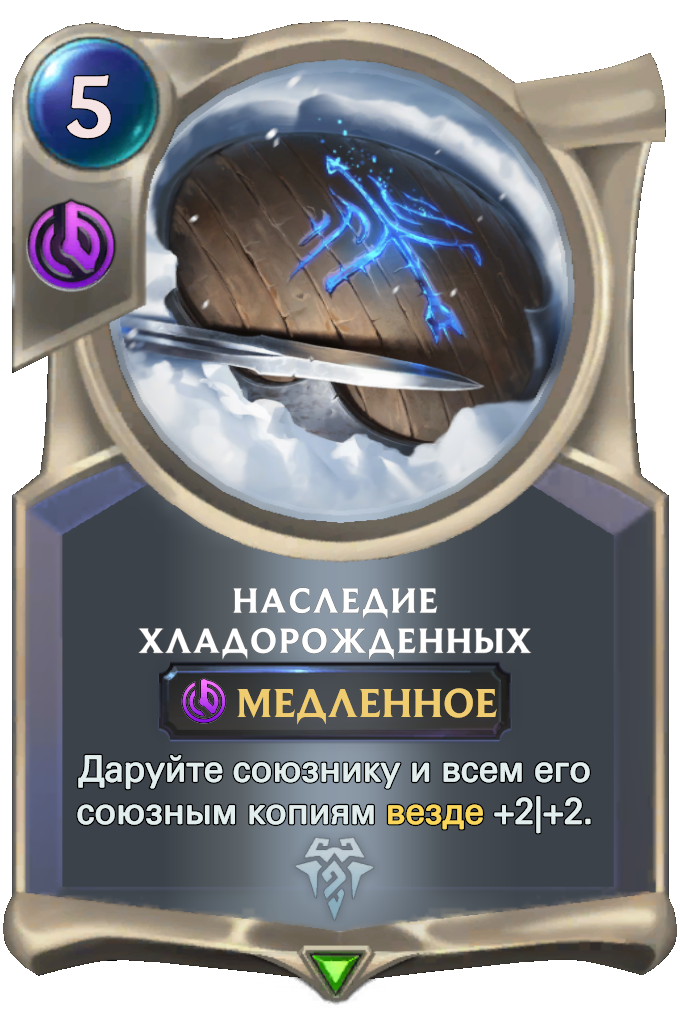 5
НАСЛЕДИЕ
ХЛАДОРОЖДЕННЫХ
МЕДЛЕННОЕ
Даруйте союзнику и всем его
союзным копиям везде +2|+2.